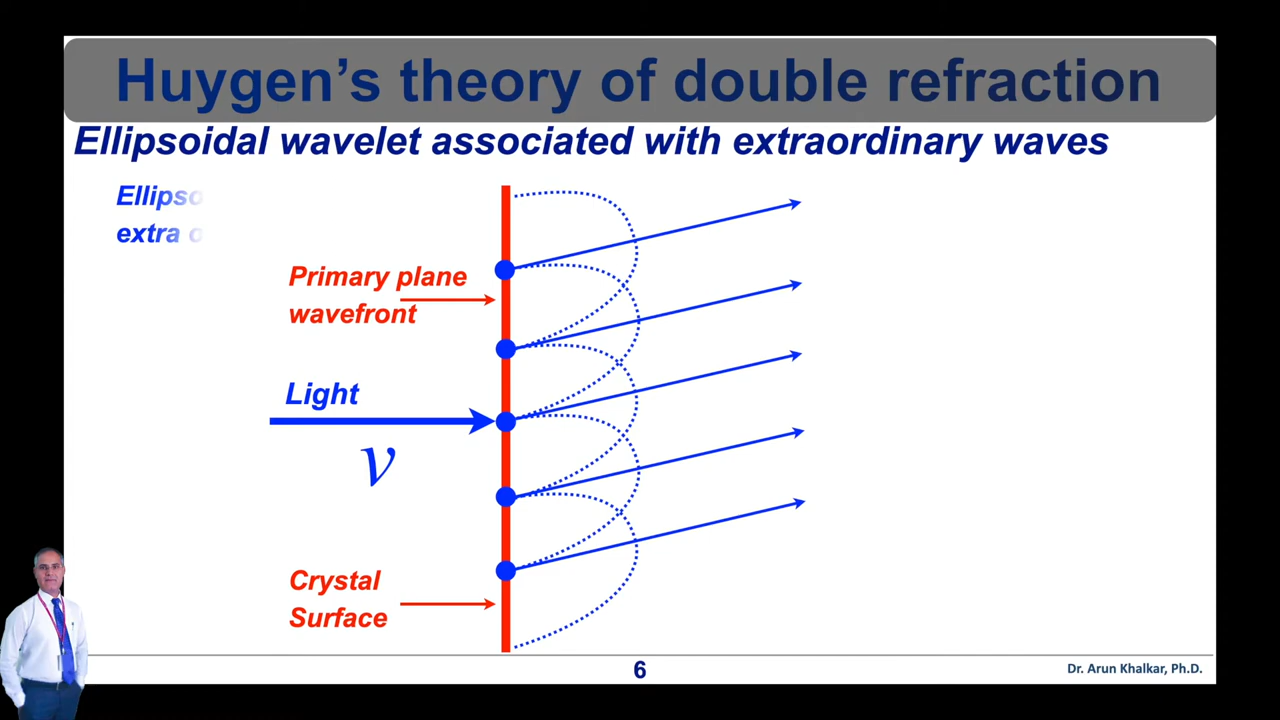 Huygen’s theory of double refraction
Ellipsoidal wavelet associated with extraordinary waves
extra
Primary plane
wavefront
Light
v
Crystal
Surface
6
Dr. Arun Khalkar, Ph.D.